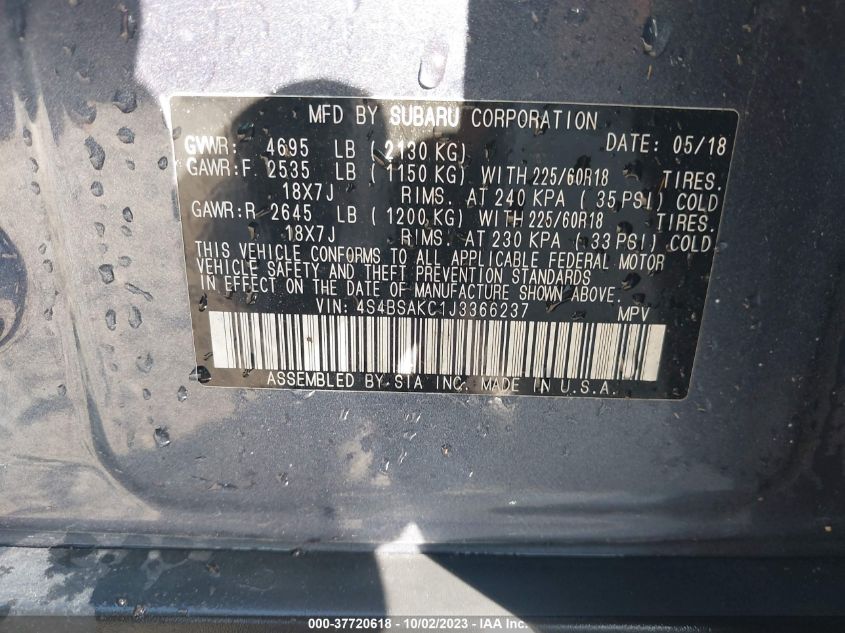 MFD BY SUBARU CORPORATION
GVWR: 4695 LB ( 2130 KG) DATE: 05/18
GAWR:F 2535 LB ( 1150 KG) WITH 225/60R18 TIRES.
18X7J RIMS. AT 240 KPA ( 35 PSI) COLD
GAWR:R 2645 LB ( 1200 KG) WITH 225/60R18 TIRES.
18X7J RIMS. AT 230 KPA ( 33 PSI) COLD.
THIS VEHICLE CONFORMS TO ALL APPLICABLE FEDERAL MOTOR
VEHICLE SAFETY AND THEFT PREVENTION STANDARDS
IN EFFECT ON THE DATE OF MANUFACTURE SHOWN ABOVE.
VIN: 4S4BSAKC1J3366237 MPV
ASSEMBLED BY SIA INC. MADE IN U.S.A.
000-37720618 - 10/02/2023 - IAA Inc.